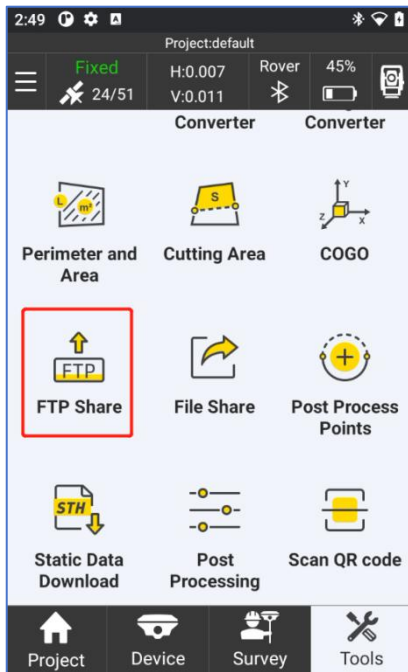 2:49
Project:default
Fixed
24/51
H:0.007
V:0.011
Rover
45%
Converter
Converter
L
m²
Perimeter and
Area
S
Cutting Area
Y
Z
X
COGO
FTP
FTP Share
File Share
Post Process
Points
STH
Static Data
Download
Post
Processing
Scan QR code
Project
Device
Survey
Tools